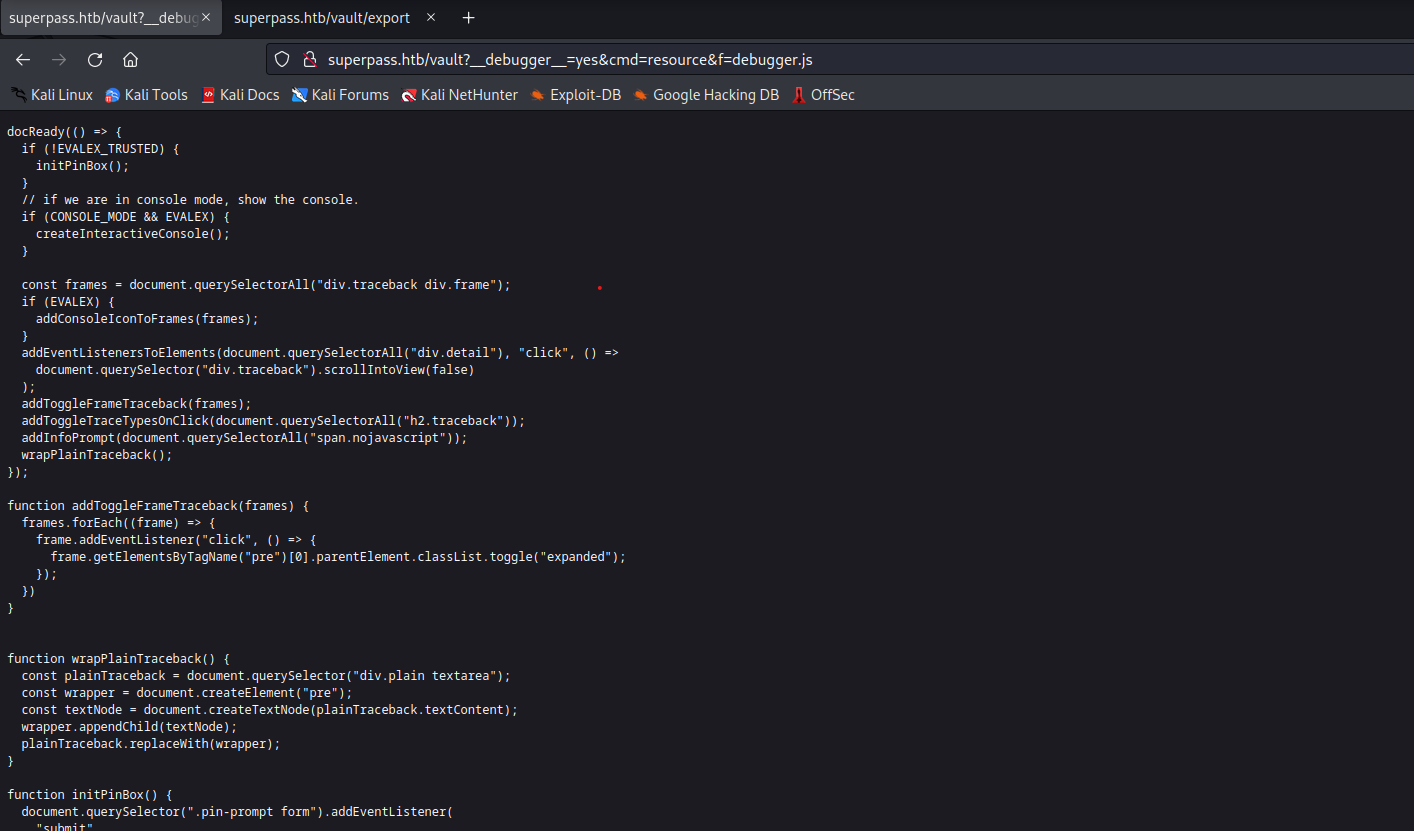 superpass.htb/vault?__debug
superpass.htb/vault/export
superpass.htb/vault?__debugger__=yes&cmd=resource&f=debugger.js
Kali Linux Kali Tools Kali Docs Kali Forums Kali NetHunter Exploit-DB Google Hacking DB OffSec
docReady(() => {
  if (!EVALEX_TRUSTED) {
    initPinBox();
  }
  // if we are in console mode, show the console.
  if (CONSOLE_MODE && EVALEX) {
    createInteractiveConsole();
  }

  const frames = document.querySelectorAll("div.traceback div.frame");
  if (EVALEX) {
    addConsoleIconToFrames(frames);
  }
  addEventListenersToElements(document.querySelectorAll("div.detail"), "click", () =>
    document.querySelector("div.traceback").scrollIntoView(false)
  );
  addToggleFrameTraceback(frames);
  addToggleTraceTypesOnClick(document.querySelectorAll("h2.traceback"));
  addInfoPrompt(document.querySelectorAll("span.nojavascript"));
  wrapPlainTraceback();
});

function addToggleFrameTraceback(frames) {
  frames.forEach((frame) => {
    frame.addEventListener("click", () => {
      frame.getElementsByTagName("pre")[0].parentElement.classList.toggle("expanded");
    });
  })
}

function wrapPlainTraceback() {
  const plainTraceback = document.querySelector("div.plain textarea");
  const wrapper = document.createElement("pre");
  const textNode = document.createTextNode(plainTraceback.textContent);
  wrapper.appendChild(textNode);
  plainTraceback.replaceWith(wrapper);
}

function initPinBox() {
  document.querySelector(".pin-prompt form").addEventListener(
    "submit",